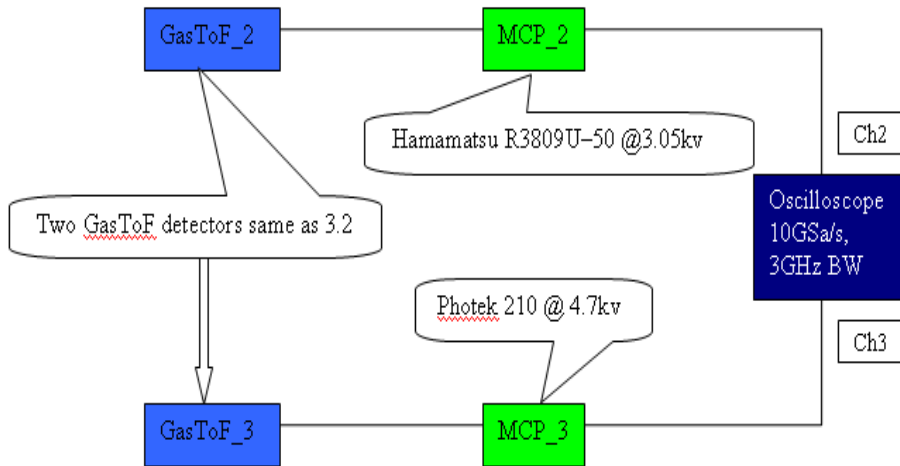 GasToF_2
MCP_2
Hamamatsu R3809U–50 @3.05kv
Ch2
Two GasToF detectors same as 3.2
Oscilloscope
10GSa/s,
3GHz BW
Photek 210 @ 4.7kv
Ch3
GasToF_3
MCP_3